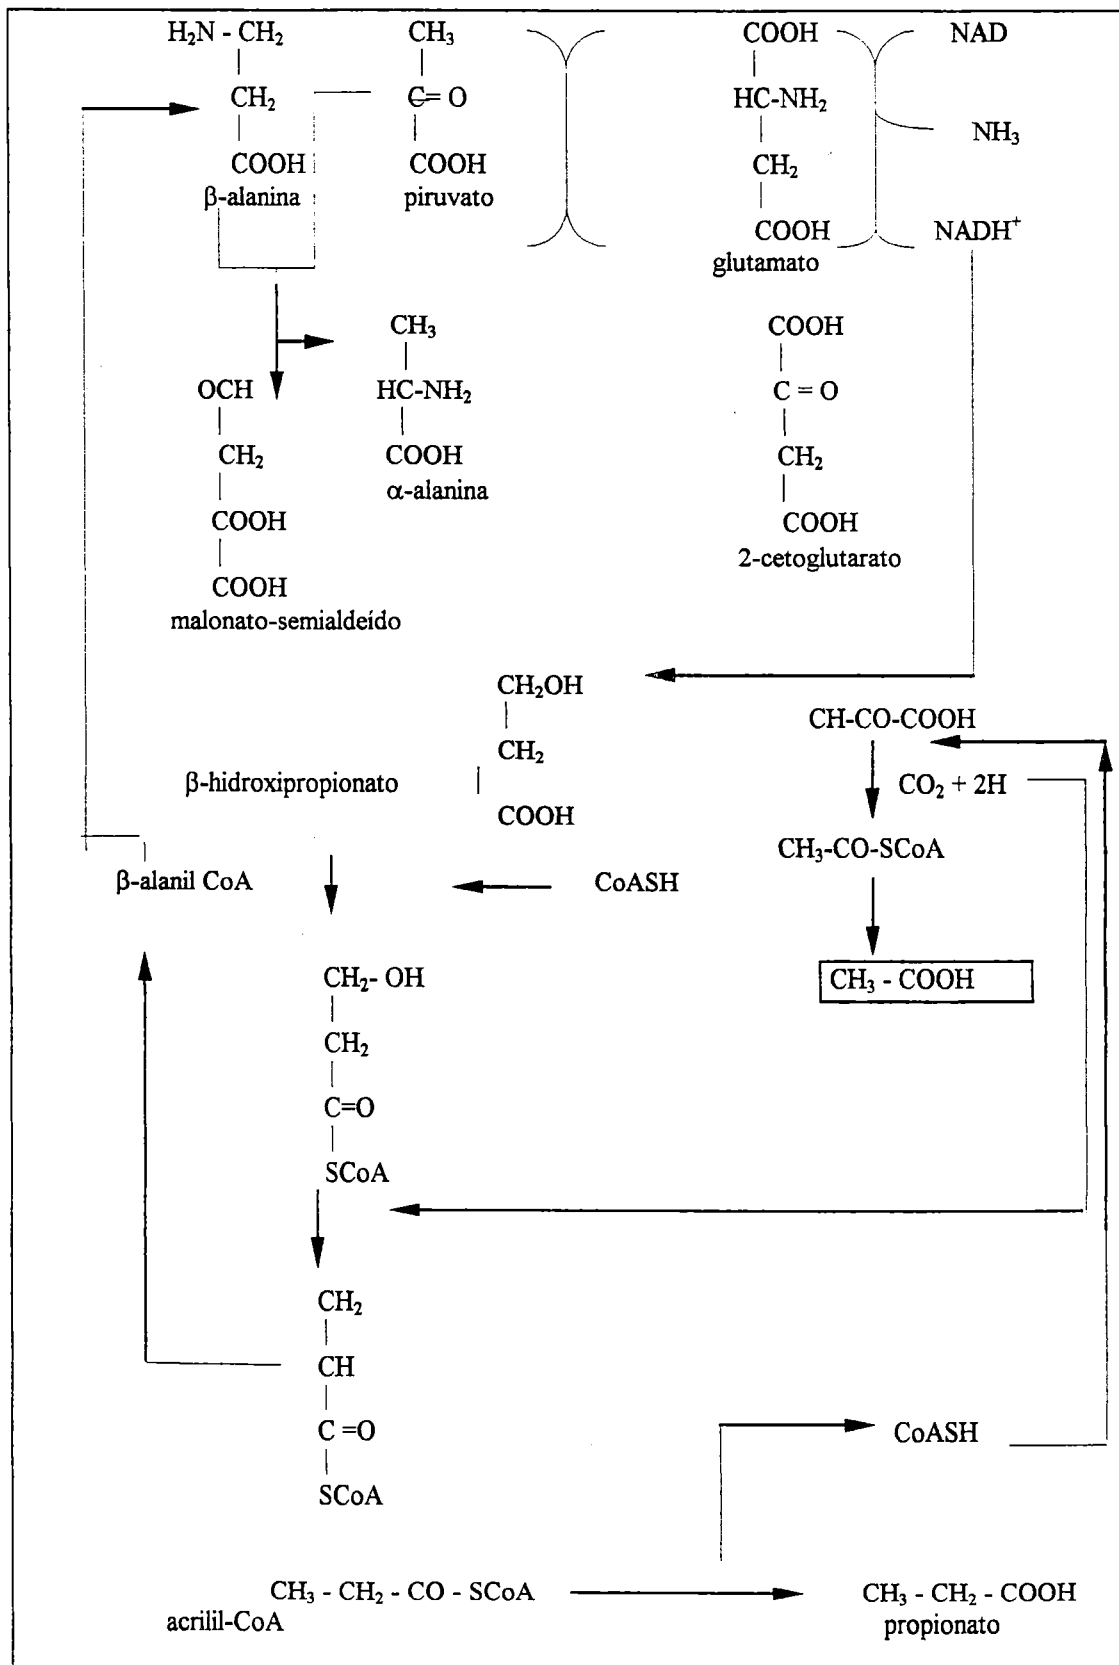 H₂N - CH₂
CH₂
COOH
β-alanina
CH₃
C= O
COOH
piruvato
COOH
HC-NH₂
CH₂
COOH
glutamato
NAD
NH₃
NADH⁺
OCH
CH₂
COOH
COOH
malonato-semialdeído
CH₃
HC-NH₂
COOH
α-alanina
COOH
C = O
CH₂
COOH
2-cetoglutarato
CH₂OH
CH₂
COOH
β-hidroxipropionato
CH-CO-COOH
CO₂ + 2H
CH₃-CO-SCoA
CH₃ - COOH
β-alanil CoA
CoASH
CH₂- OH
CH₂
C=O
SCoA
CH₂
CH
C =O
SCoA
CoASH
CH₃ - CH₂ - CO - SCoA
acrilil-CoA
CH₃ - CH₂ - COOH
propionato